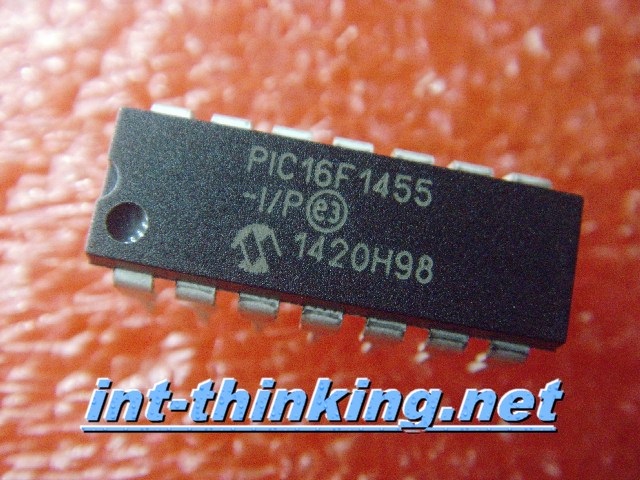 PIC16F1455
-I/P e3
1420H98
int-thinking.net